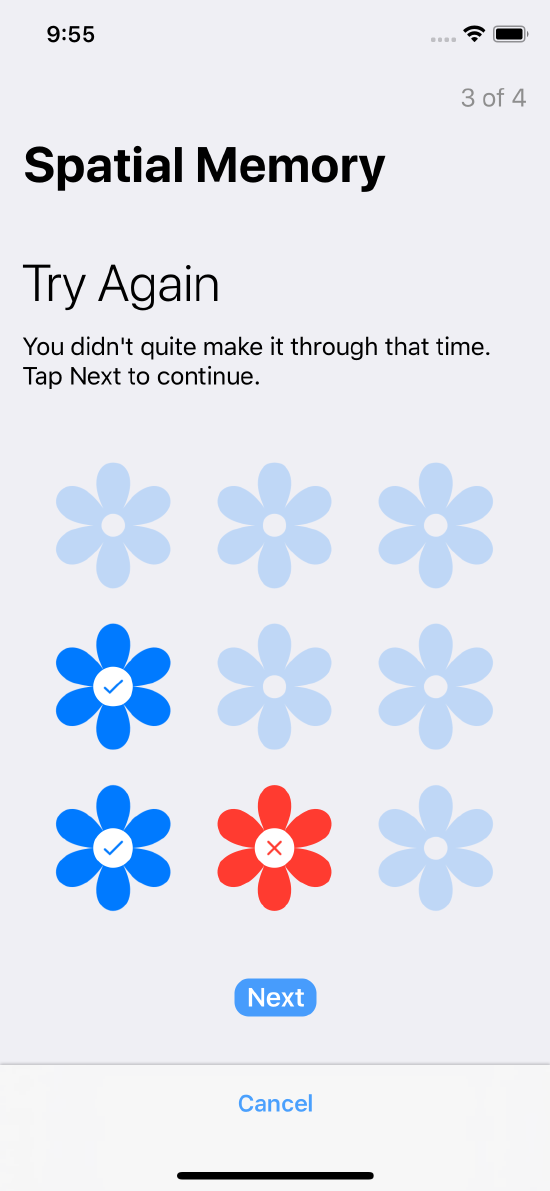 9:55
3 of 4
Spatial Memory
Try Again
You didn't quite make it through that time.
Tap Next to continue.
Next
Cancel